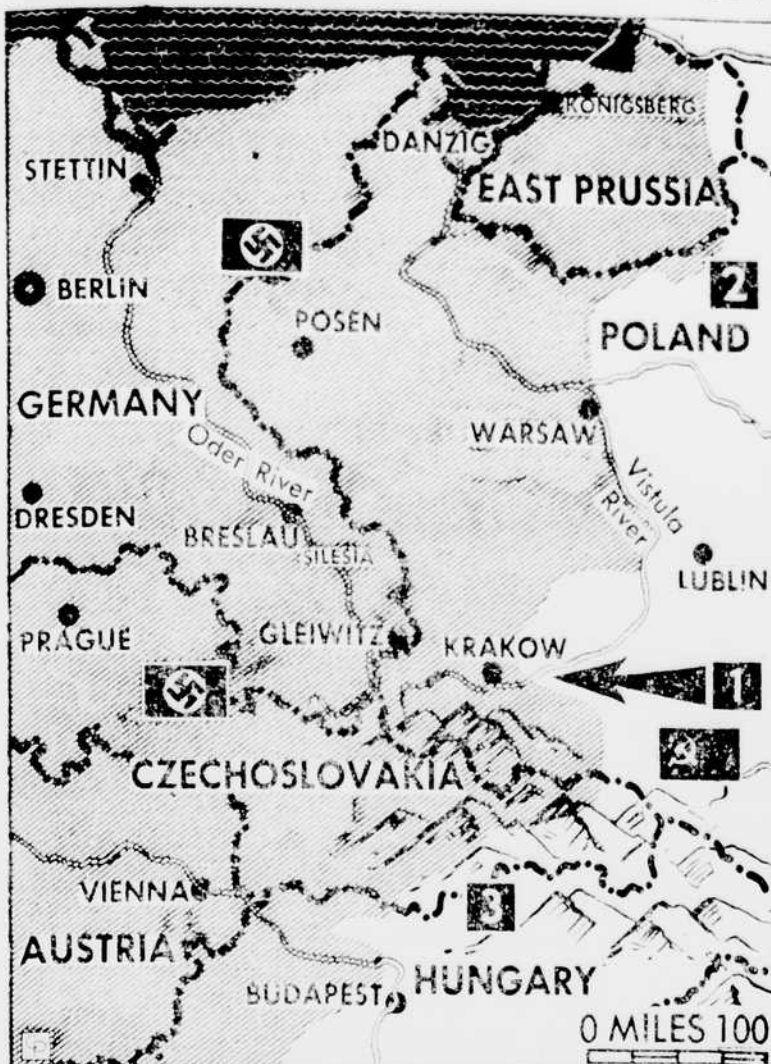 KÖNIGSBERG
DANZIG
STETTIN
EAST PRUSSIA
BERLIN
2
POSEN
POLAND
GERMANY
WARSAW
Oder River
Vistula
River
DRESDEN
BRESLAU
SILESIA
LUBLIN
PRAGUE
GLEIWITZ
KRAKOW
1
CZECHOSLOVAKIA
VIENNA
3
AUSTRIA
HUNGARY
BUDAPEST
0 MILES 100